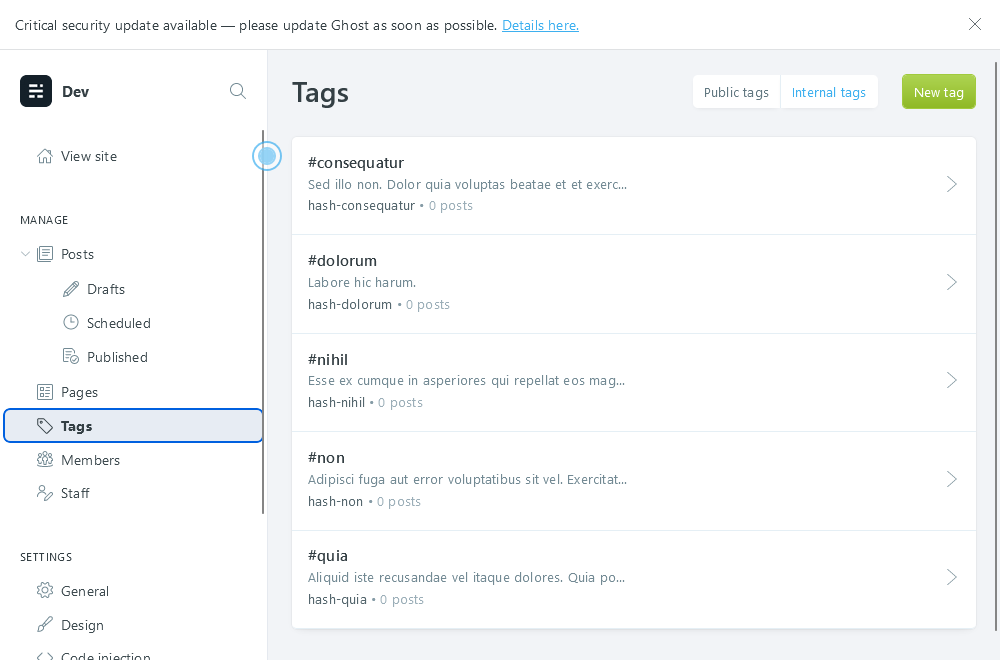 Critical security update available — please update Ghost as soon as possible. Details here.
Dev
View site
MANAGE
Posts
Drafts
Scheduled
Published
Pages
Tags
Members
Staff
SETTINGS
General
Design
Code injection
Tags
Public tags
Internal tags
New tag
#consequatur
Sed illo non. Dolor quia voluptas beatae et et exerc...
hash-consequatur • 0 posts
#dolorum
Labore hic harum.
hash-dolorum • 0 posts
#nihil
Esse ex cumque in asperiores qui repellat eos mag...
hash-nihil • 0 posts
#non
Adipisci fuga aut error voluptatibus sit vel. Exercitat...
hash-non • 0 posts
#quia
Aliquid iste recusandae vel itaque dolores. Quia po...
hash-quia • 0 posts